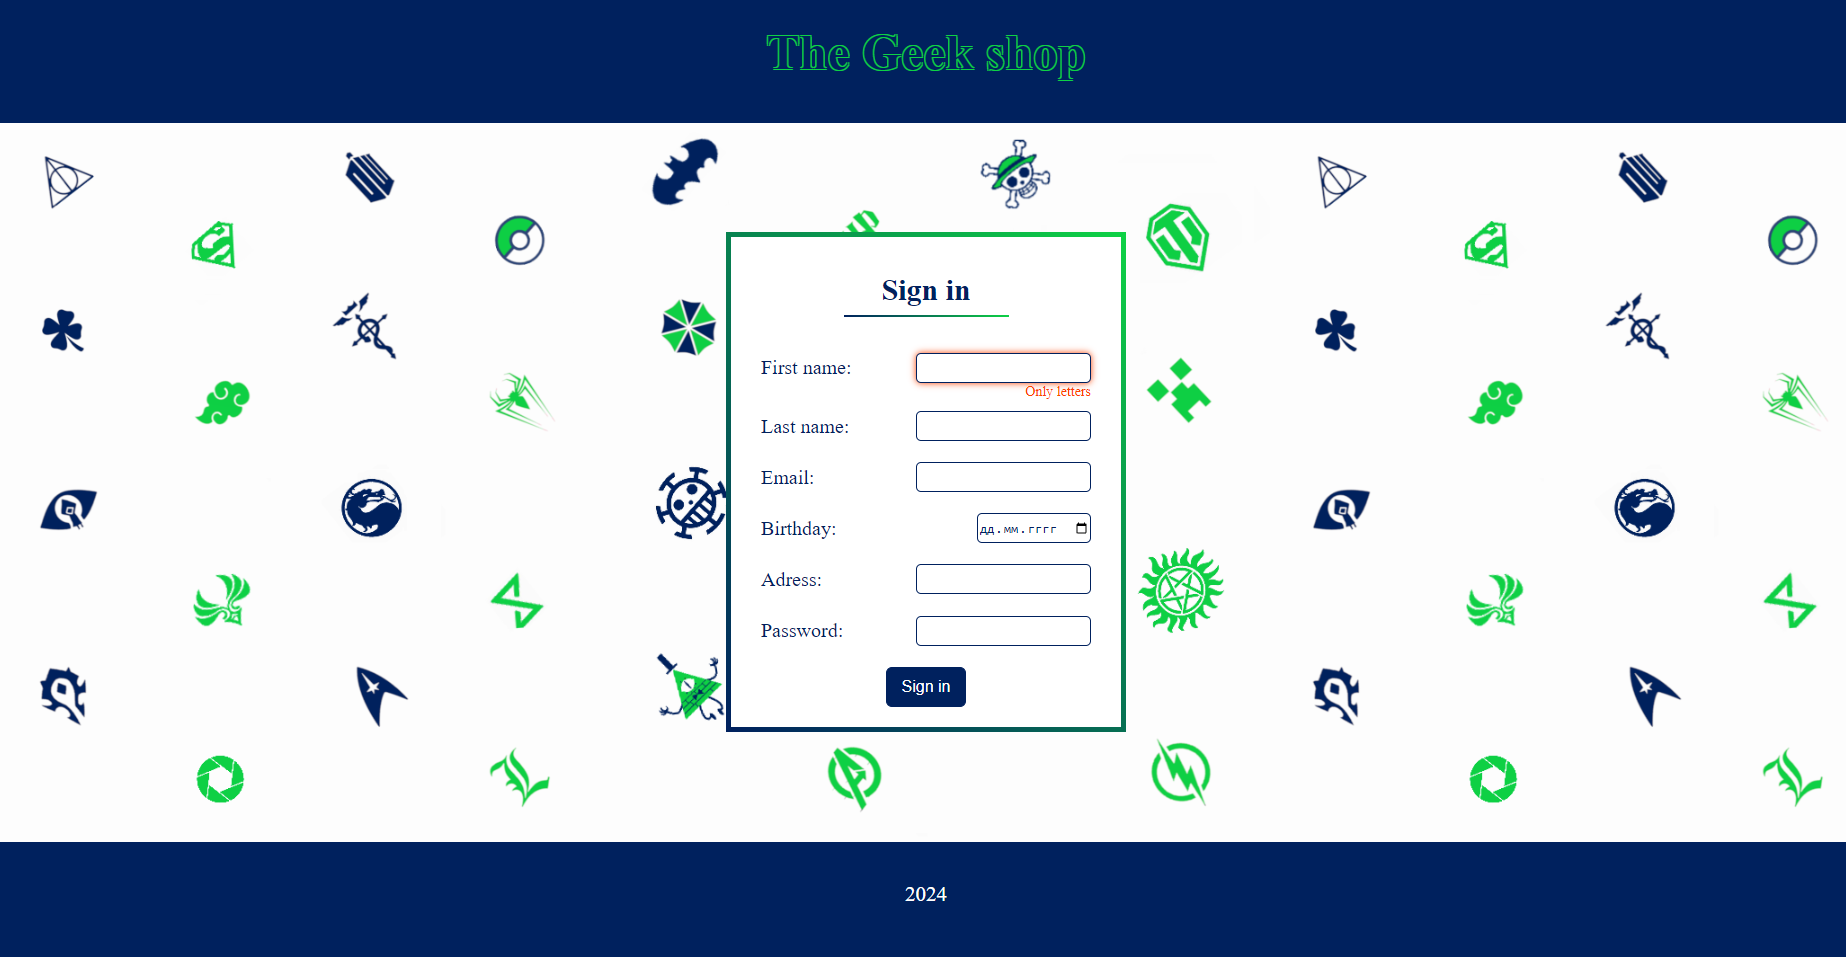 The Geek shop
Sign in
First name:
Only letters
Last name:
Email:
Birthday: дд.мм.гггг
Adress:
Password:
Sign in
2024